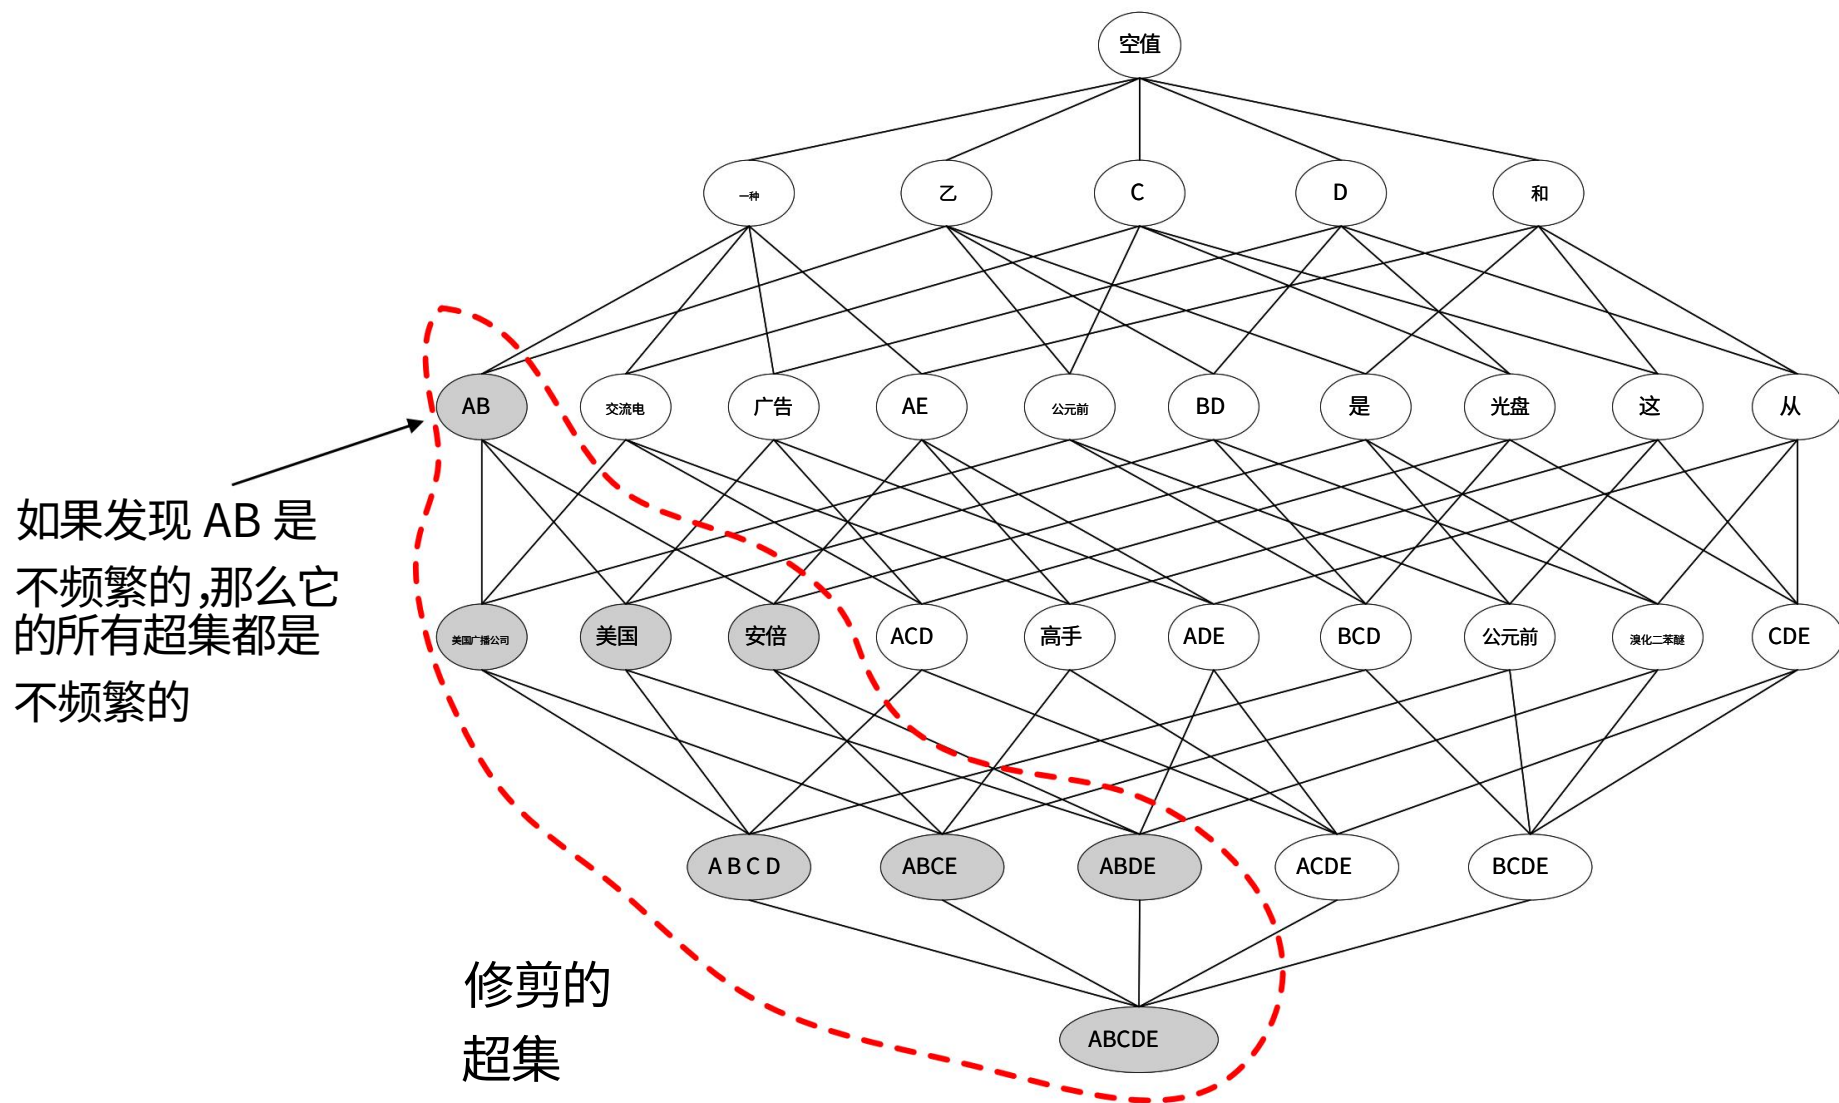 空值
一种
乙
C
D
和
AB
交流电
广告
AE
公元前
BD
是
光盘
这
从
如果发现 AB 是
不频繁的，那么它
的所有超集都是
不频繁的
美国广播公司
美国
安倍
ACD
高手
ADE
BCD
公元前
溴化二苯醚
CDE
A B C D
ABCE
ABDE
ACDE
BCDE
修剪的
超集
ABCDE